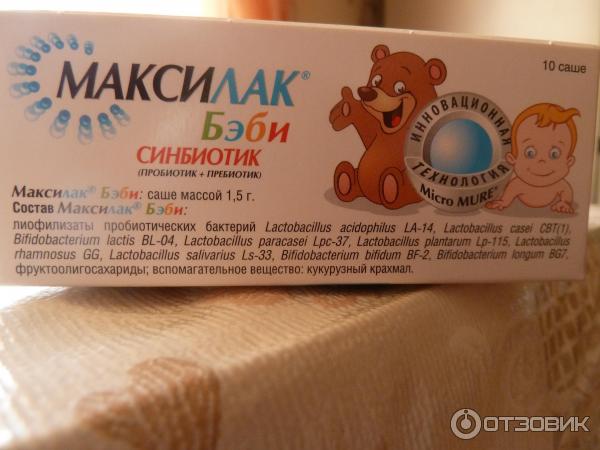 МАКСИЛАК®
Бэби
СИНБИОТИК
(ПРОБИОТИК + ПРЕБИОТИК)
10 саше
ИННОВАЦИОННАЯ
ТЕХНОЛОГИЯ
Micro MURE®
Максилак® Бэби: саше массой 1,5 г.
Состав Максилак® Бэби:
лиофилизаты пробиотических бактерий Lactobacillus acidophilus LA-14, Lactobacillus casei CBT(1),
Bifidobacterium lactis BL-04, Lactobacillus paracasei Lpc-37, Lactobacillus plantarum Lp-115, Lactobacillus
rhamnosus GG, Lactobacillus salivarius Ls-33, Bifidobacterium bifidum BF-2, Bifidobacterium longum BG7,
фруктоолигосахариды; вспомагательное вещество: кукурузный крахмал.
ОТЗОВИК